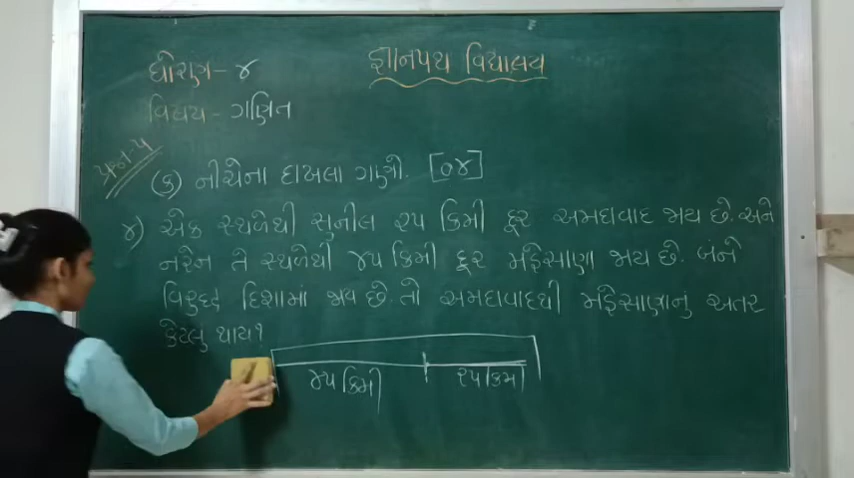 જ્ઞાનપથ વિદ્યાલય
ધોરણ- ૪
વિષય - ગણિત
પ્રશ્ન-૫
(ક) નીચેના દાખલા ગણો. [૦૪]
૪) એક સ્થળેથી સુનીલ ૨૫ કિમી દૂર અમદાવાદ જાય છે. અને
નરેન તે સ્થળેથી ૪૫ કિમી દૂર મહેસાણા જાય છે. બંને
વિરુદ્ધ દિશામાં જાય છે. તો અમદાવાદથી મહેસાણાનુ અતર
કેટલું થાય?
૪૫ કિમી ૨૫ કિમી